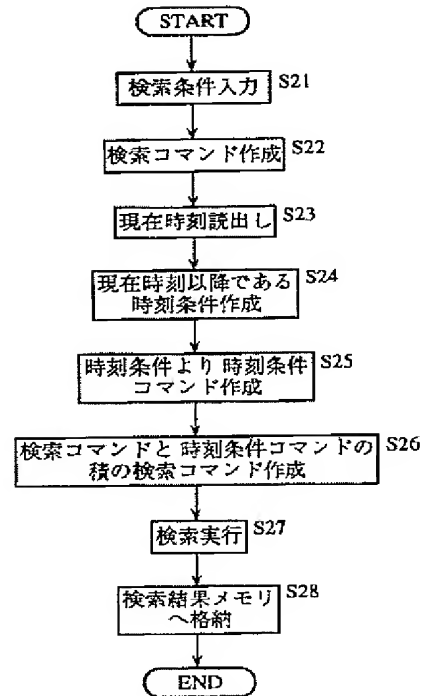 START
検索条件入力 S21
検索コマンド作成 S22
現在時刻読出し S23
現在時刻以降である S24
時刻条件作成
時刻条件より時刻条件 S25
コマンド作成
検索コマンドと時刻条件コマンドの S26
積の検索コマンド作成
検索実行 S27
検索結果メモリ S28
へ格納
END